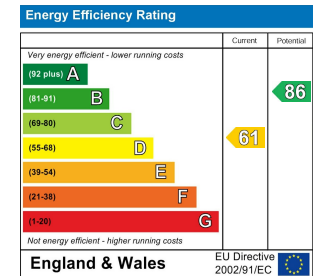 Energy Efficiency Rating
Current Potential
Very energy efficient - lower running costs
(92 plus) A
(81-91) B
86
(69-80) C
(55-68) D
61
(39-54) E
(21-38) F
(1-20) G
Not energy efficient - higher running costs
England & Wales
EU Directive
2002/91/EC